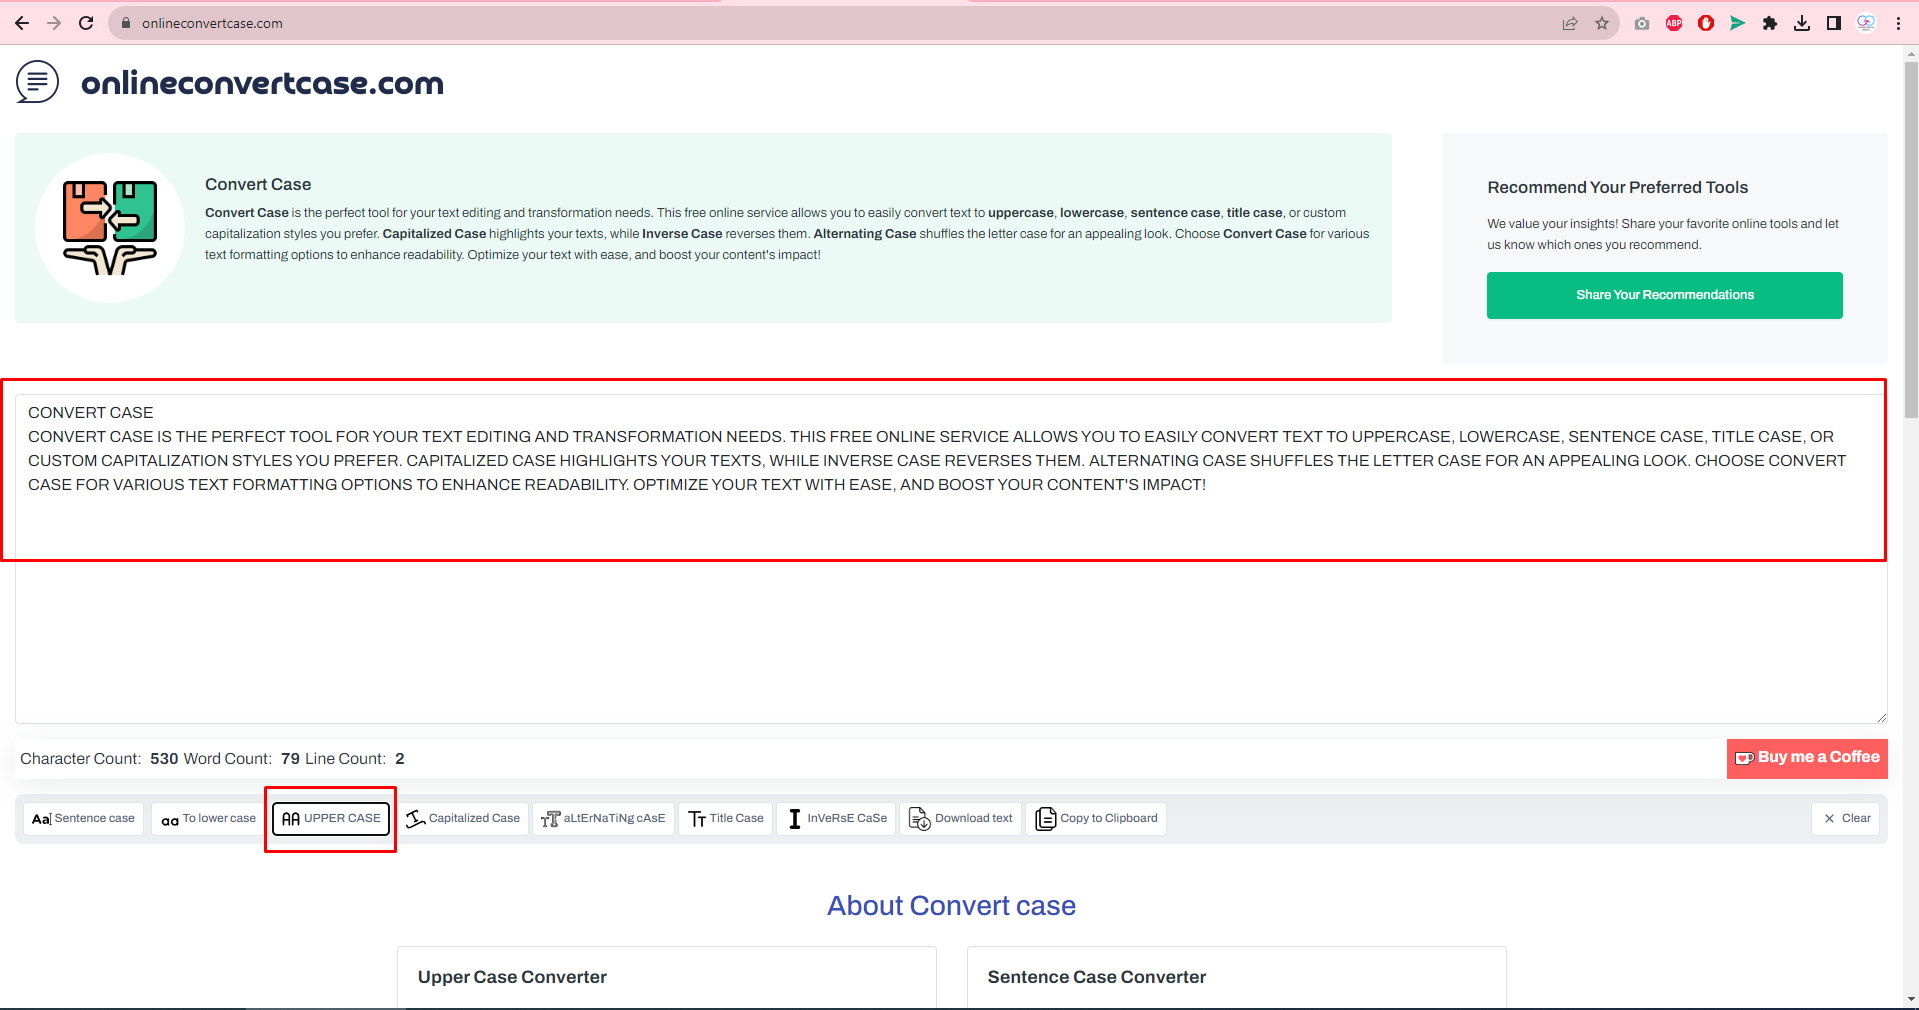 onlineconvertcase.com
ABP
onlineconvertcase.com
Convert Case
Convert Case is the perfect tool for your text editing and transformation needs. This free online service allows you to easily convert text to uppercase, lowercase, sentence case, title case, or custom
capitalization styles you prefer. Capitalized Case highlights your texts, while Inverse Case reverses them. Alternating Case shuffles the letter case for an appealing look. Choose Convert Case for various
text formatting options to enhance readability. Optimize your text with ease, and boost your content's impact!
Recommend Your Preferred Tools
We value your insights! Share your favorite online tools and let
us know which ones you recommend.
Share Your Recommendations
CONVERT CASE
CONVERT CASE IS THE PERFECT TOOL FOR YOUR TEXT EDITING AND TRANSFORMATION NEEDS. THIS FREE ONLINE SERVICE ALLOWS YOU TO EASILY CONVERT TEXT TO UPPERCASE, LOWERCASE, SENTENCE CASE, TITLE CASE, OR
CUSTOM CAPITALIZATION STYLES YOU PREFER. CAPITALIZED CASE HIGHLIGHTS YOUR TEXTS, WHILE INVERSE CASE REVERSES THEM. ALTERNATING CASE SHUFFLES THE LETTER CASE FOR AN APPEALING LOOK. CHOOSE CONVERT
CASE FOR VARIOUS TEXT FORMATTING OPTIONS TO ENHANCE READABILITY. OPTIMIZE YOUR TEXT WITH EASE, AND BOOST YOUR CONTENT'S IMPACT!
Character Count: 530 Word Count: 79 Line Count: 2
Buy me a Coffee
Aa Sentence case
aa To lower case
AA UPPER CASE
Capitalized Case
TT aLtErNaTiNg cAsE
TT Title Case
I InVeRsE CaSe
Download text
Copy to Clipboard
× Clear
About Convert case
Upper Case Converter
Sentence Case Converter